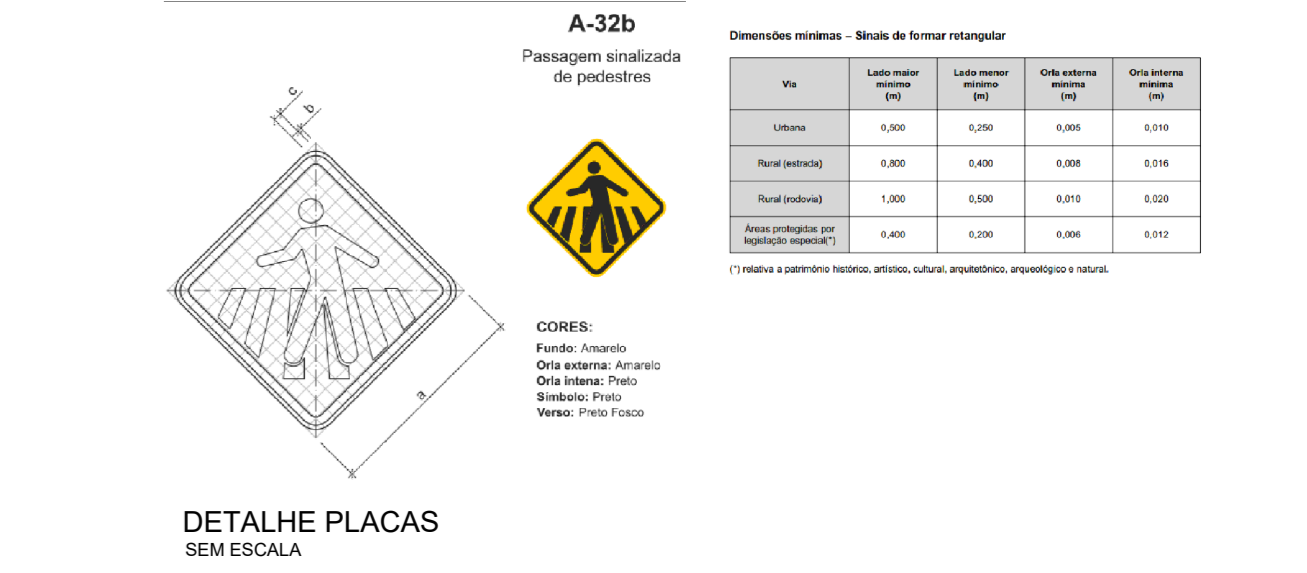 A-32b
Passagem sinalizada
de pedestres
c
b
a
CORES:
Fundo: Amarelo
Orla externa: Amarelo
Orla intena: Preto
Símbolo: Preto
Verso: Preto Fosco
DETALHE PLACAS
SEM ESCALA
Dimensões mínimas – Sinais de formar retangular
Via Lado maior mínimo (m) Lado menor mínimo (m) Orla externa mínima (m) Orla interna mínima (m)
Urbana 0,500 0,250 0,005 0,010
Rural (estrada) 0,800 0,400 0,008 0,016
Rural (rodovia) 1,000 0,500 0,010 0,020
Áreas protegidas por legislação especial(*) 0,400 0,200 0,006 0,012
(*) relativa a patrimônio histórico, artístico, cultural, arquitetônico, arqueológico e natural.